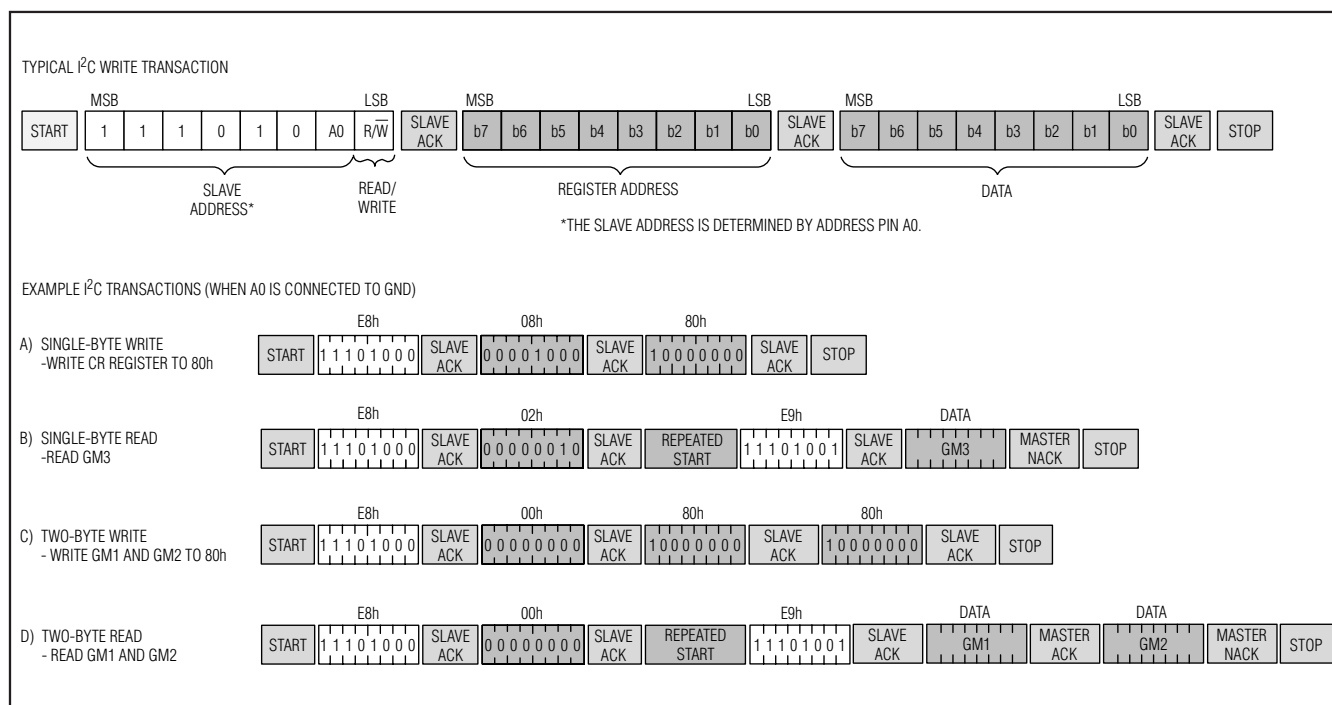 TYPICAL I2C WRITE TRANSACTION
MSB LSB MSB LSB MSB LSB
START 1 1 1 0 1 0 A0 R/W̅ SLAVE ACK b7 b6 b5 b4 b3 b2 b1 b0 SLAVE ACK b7 b6 b5 b4 b3 b2 b1 b0 SLAVE ACK STOP
SLAVE ADDRESS* READ/WRITE REGISTER ADDRESS DATA
*THE SLAVE ADDRESS IS DETERMINED BY ADDRESS PIN A0.
EXAMPLE I2C TRANSACTIONS (WHEN A0 IS CONNECTED TO GND)
E8h 08h 80h
A) SINGLE-BYTE WRITE
-WRITE CR REGISTER TO 80h
START 11101000 SLAVE ACK 00001000 SLAVE ACK 10000000 SLAVE ACK STOP
E8h 02h E9h DATA
B) SINGLE-BYTE READ
-READ GM3
START 11101000 SLAVE ACK 00000010 SLAVE ACK REPEATED START 11101001 SLAVE ACK GM3 MASTER NACK STOP
E8h 00h 80h 80h
C) TWO-BYTE WRITE
- WRITE GM1 AND GM2 TO 80h
START 11101000 SLAVE ACK 00000000 SLAVE ACK 10000000 SLAVE ACK 10000000 SLAVE ACK STOP
E8h 00h E9h DATA DATA
D) TWO-BYTE READ
- READ GM1 AND GM2
START 11101000 SLAVE ACK 00000000 SLAVE ACK REPEATED START 11101001 SLAVE ACK GM1 MASTER ACK GM2 MASTER NACK STOP